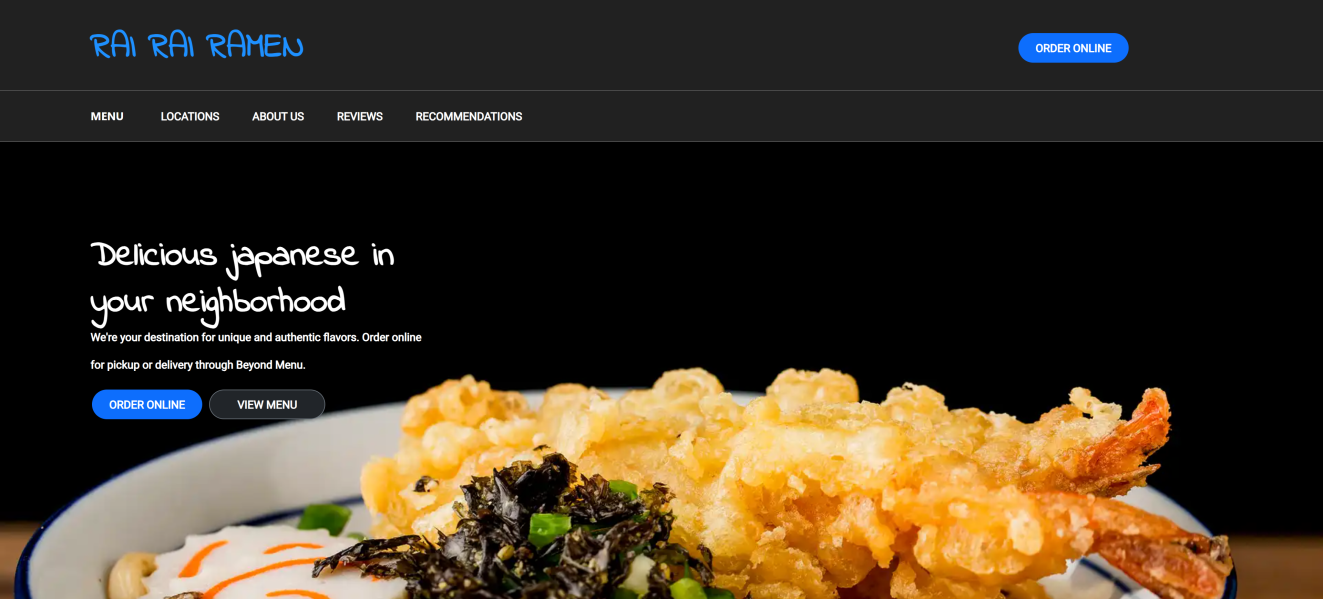 RAI RAI RAMEN
ORDER ONLINE
MENU LOCATIONS ABOUT US REVIEWS RECOMMENDATIONS
Delicious japanese in
your neighborhood
We're your destination for unique and authentic flavors. Order online
for pickup or delivery through Beyond Menu.
ORDER ONLINE VIEW MENU